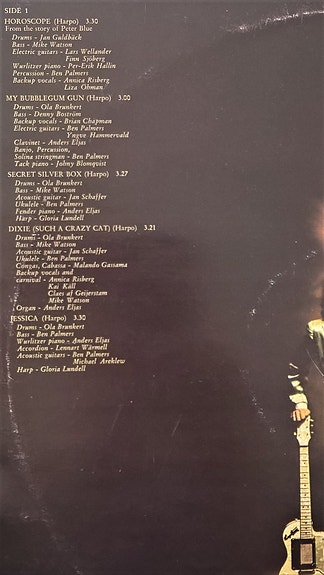 SIDE 1
HOROSCOPE (Harpo) 3.30
From the story of Peter Blue
Drums - Jan Guldbäck
Bass - Mike Watson
Electric guitars - Lars Wellander
Finn Sjöberg
Wurlitzer piano - Per-Erik Hallin
Percussion - Ben Palmers
Backup vocals - Annica Risberg
Liza Öhman
MY BUBBLEGUM GUN (Harpo) 3.00
Drums - Ola Brunkert
Bass - Denny Boström
Backup vocals - Brian Chapman
Electric guitars - Ben Palmers
Yngve Hammervald
Clavinet - Anders Eljas
Banjo, Percussion,
Solina stringman - Ben Palmers
Tack piano - Johny Blomqvist
SECRET SILVER BOX (Harpo) 3.27
Drums - Ola Brunkert
Bass - Mike Watson
Acoustic guitar - Jan Schaffer
Ukulele - Ben Palmers
Fender piano - Anders Eljas
Harp - Gloria Lundell
DIXIE (SUCH A CRAZY CAT) (Harpo) 3.21
Drums - Ola Brunkert
Bass - Mike Watson
Acoustic guitar - Jan Schaffer
Ukulele - Ben Palmers
Congas, Cabassa - Malando Gassama
Backup vocals and
carnival - Annica Risberg
Kai Käll
Claes af Geijerstam
Mike Watson
Organ - Anders Eljas
JESSICA (Harpo) 3.30
Drums - Ola Brunkert
Bass - Ben Palmers
Wurlitzer piano - Anders Eljas
Accordion - Lennart Wärmell
Acoustic guitars - Ben Palmers
Michael Areklew
Harp - Gloria Lundell